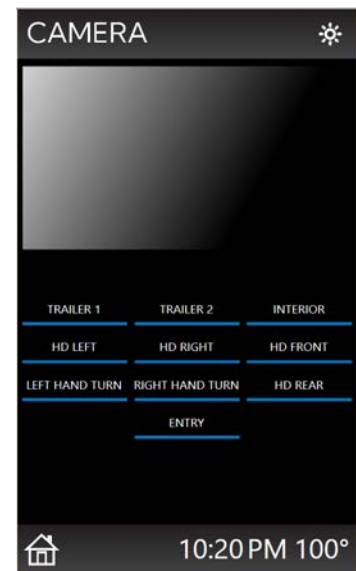 CAMERA
TRAILER 1 TRAILER 2 INTERIOR
HD LEFT HD RIGHT HD FRONT
LEFT HAND TURN RIGHT HAND TURN HD REAR
ENTRY
10:20 PM 100°